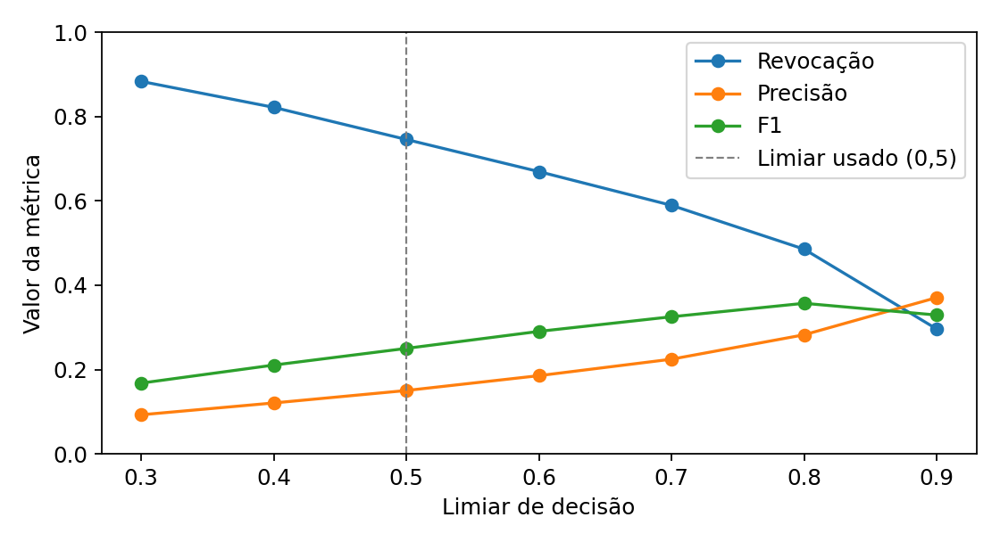 1.0
0.8
0.6
0.4
0.2
0.0
Valor da métrica
Revocação
Precisão
F1
Limiar usado (0,5)
0.3 0.4 0.5 0.6 0.7 0.8 0.9
Limiar de decisão